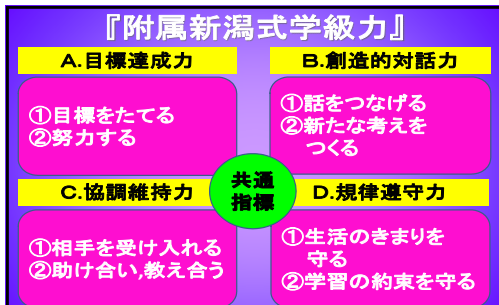 『附属新潟式学級力』
A.目標達成力
①目標をたてる
②努力する
B.創造的対話力
①話をつなげる
②新たな考えを
つくる
共通
指標
C.協調維持力
①相手を受け入れる
②助け合い,教え合う
D.規律遵守力
①生活のきまりを
守る
②学習の約束を守る